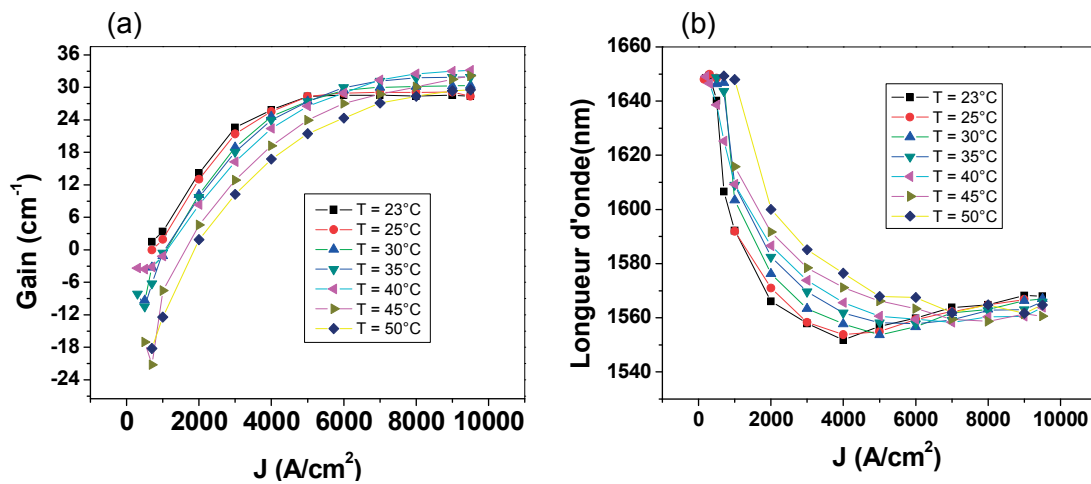 (a)
36
30
24
18
12
6
0
-6
-12
-18
-24
Gain (cm⁻¹)
T = 23°C
T = 25°C
T = 30°C
T = 35°C
T = 40°C
T = 45°C
T = 50°C
0 2000 4000 6000 8000 10000
J (A/cm²)
(b)
1660
1640
1620
1600
1580
1560
1540
Longueur d'onde(nm)
T = 23°C
T = 25°C
T = 30°C
T = 35°C
T = 40°C
T = 45°C
T = 50°C
0 2000 4000 6000 8000 10000
J (A/cm²)